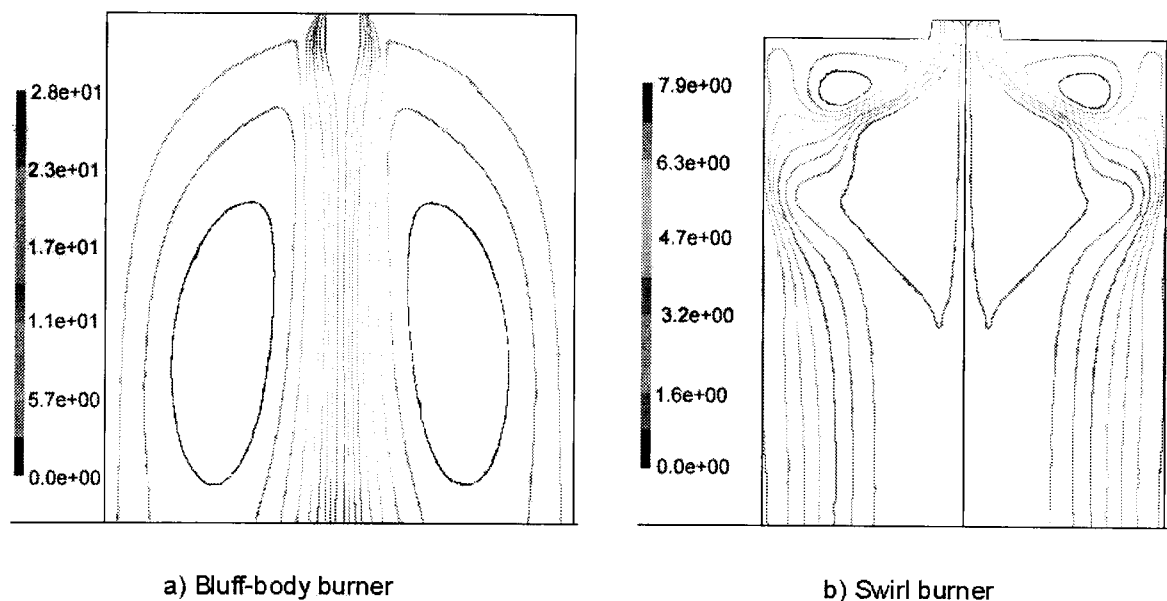 2.8e+01
2.3e+01
1.7e+01
1.1e+01
5.7e+00
0.0e+00
a) Bluff-body burner
7.9e+00
6.3e+00
4.7e+00
3.2e+00
1.6e+00
0.0e+00
b) Swirl burner